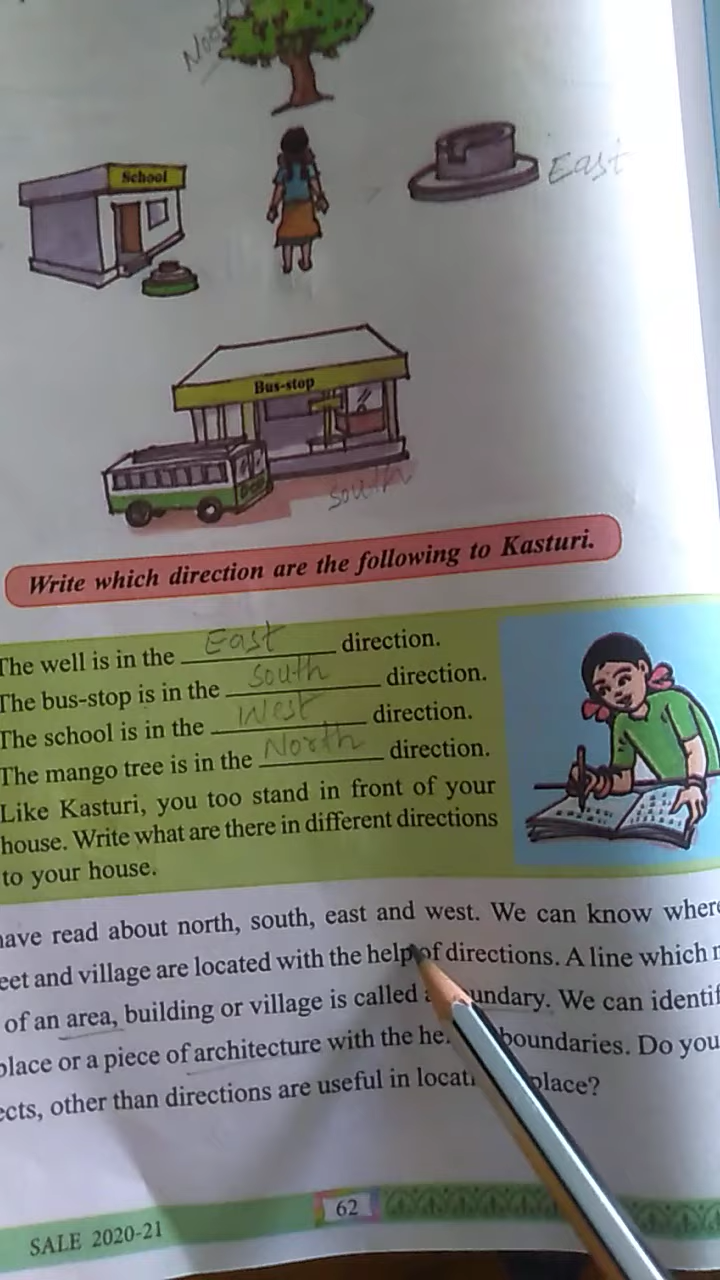 North
School
East
Bus-stop
South
Write which direction are the following to Kasturi.
The well is in the East direction.
The bus-stop is in the South direction.
The school is in the West direction.
The mango tree is in the North direction.
Like Kasturi, you too stand in front of your
house. Write what are there in different directions
to your house.
have read about north, south, east and west. We can know where
eet and village are located with the help of directions. A line which
of an area, building or village is called a boundary. We can identif
place or a piece of architecture with the he boundaries. Do you
ects, other than directions are useful in locati place?
62
SALE 2020-21